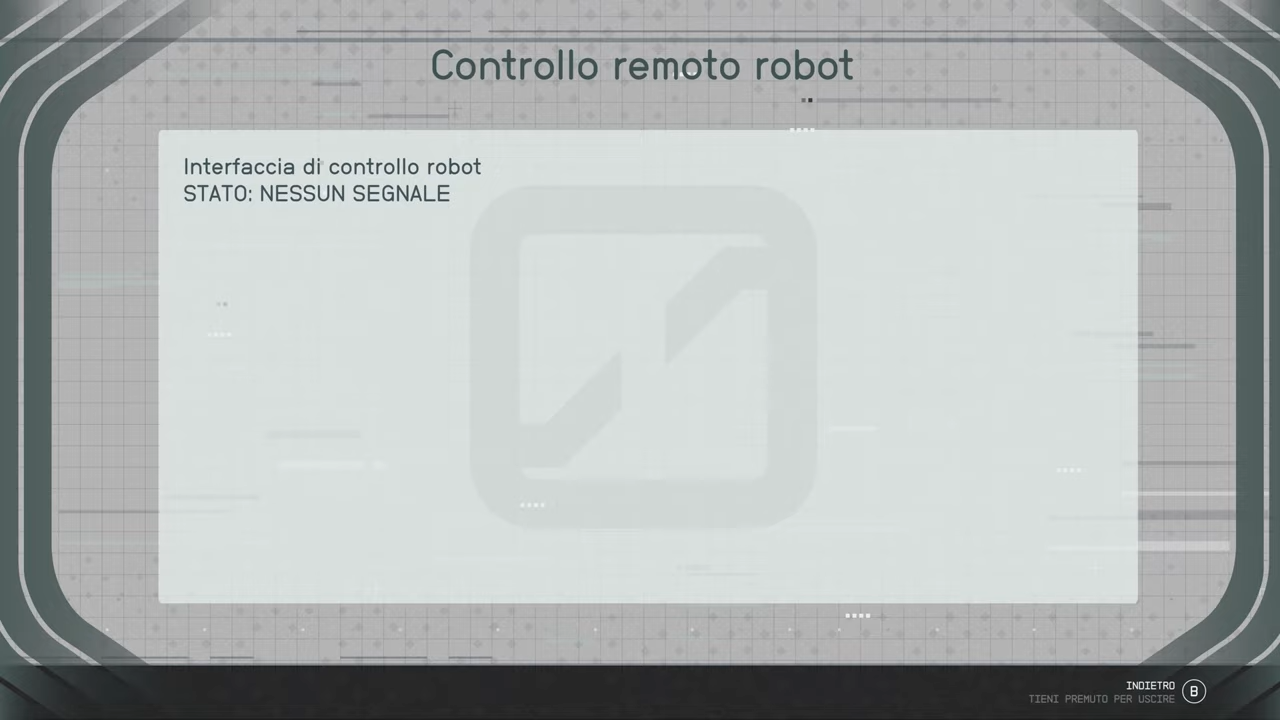 Controllo remoto robot
Interfaccia di controllo robot
STATO: NESSUN SEGNALE
INDIETRO
TIENI PREMUTO PER USCIRE
B